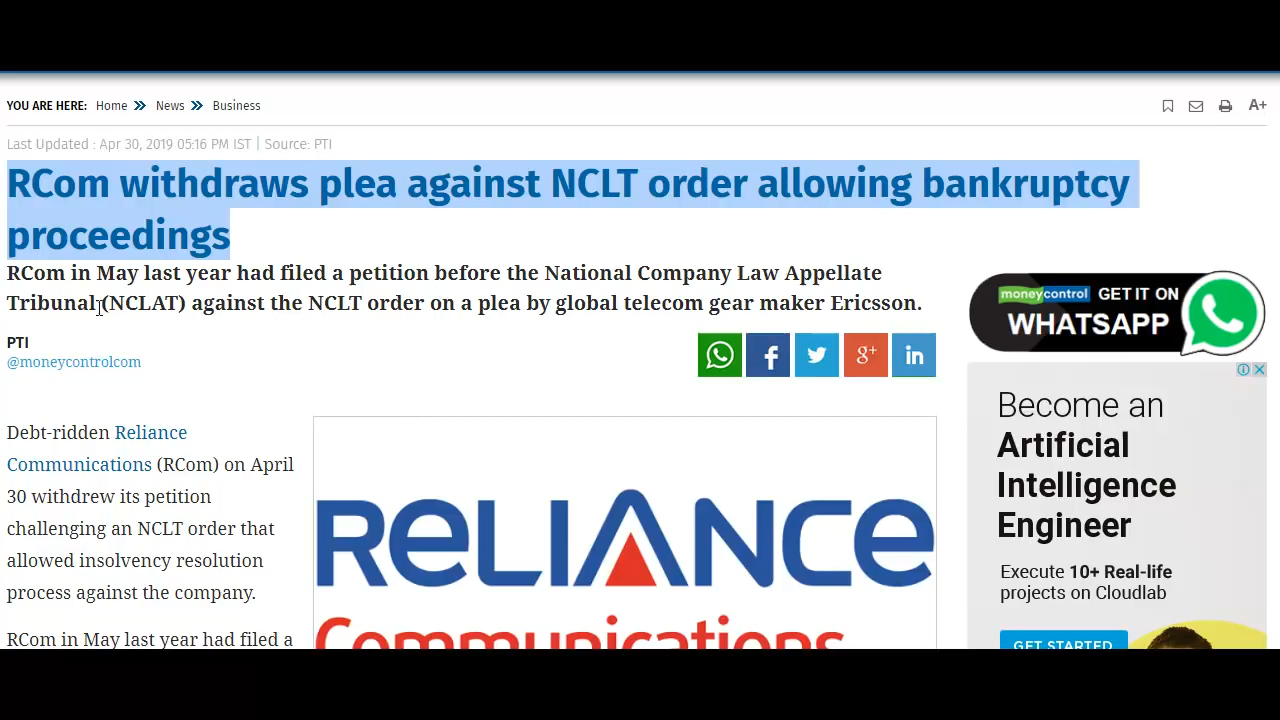 YOU ARE HERE: Home News Business
A+
Last Updated : Apr 30, 2019 05:16 PM IST | Source: PTI
RCom withdraws plea against NCLT order allowing bankruptcy
proceedings
RCom in May last year had filed a petition before the National Company Law Appellate
Tribunal (NCLAT) against the NCLT order on a plea by global telecom gear maker Ericsson.
PTI
@moneycontrolcom
f
g+
in
Debt-ridden Reliance
Communications (RCom) on April
30 withdrew its petition
challenging an NCLT order that
allowed insolvency resolution
process against the company.
RCom in May last year had filed a
RELIANCE
Communications
moneycontrol GET IT ON
WHATSAPP
Become an
Artificial
Intelligence
Engineer
Execute 10+ Real-life
projects on Cloudlab
GET STARTED